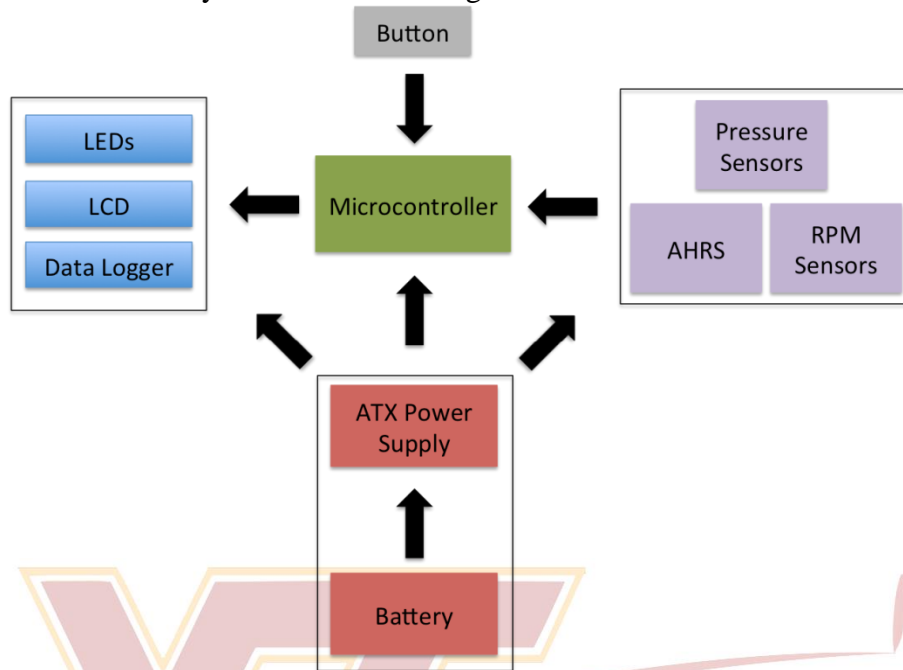 Button
LEDs
LCD
Data Logger
Microcontroller
Pressure
Sensors
AHRS
RPM
Sensors
ATX Power
Supply
Battery